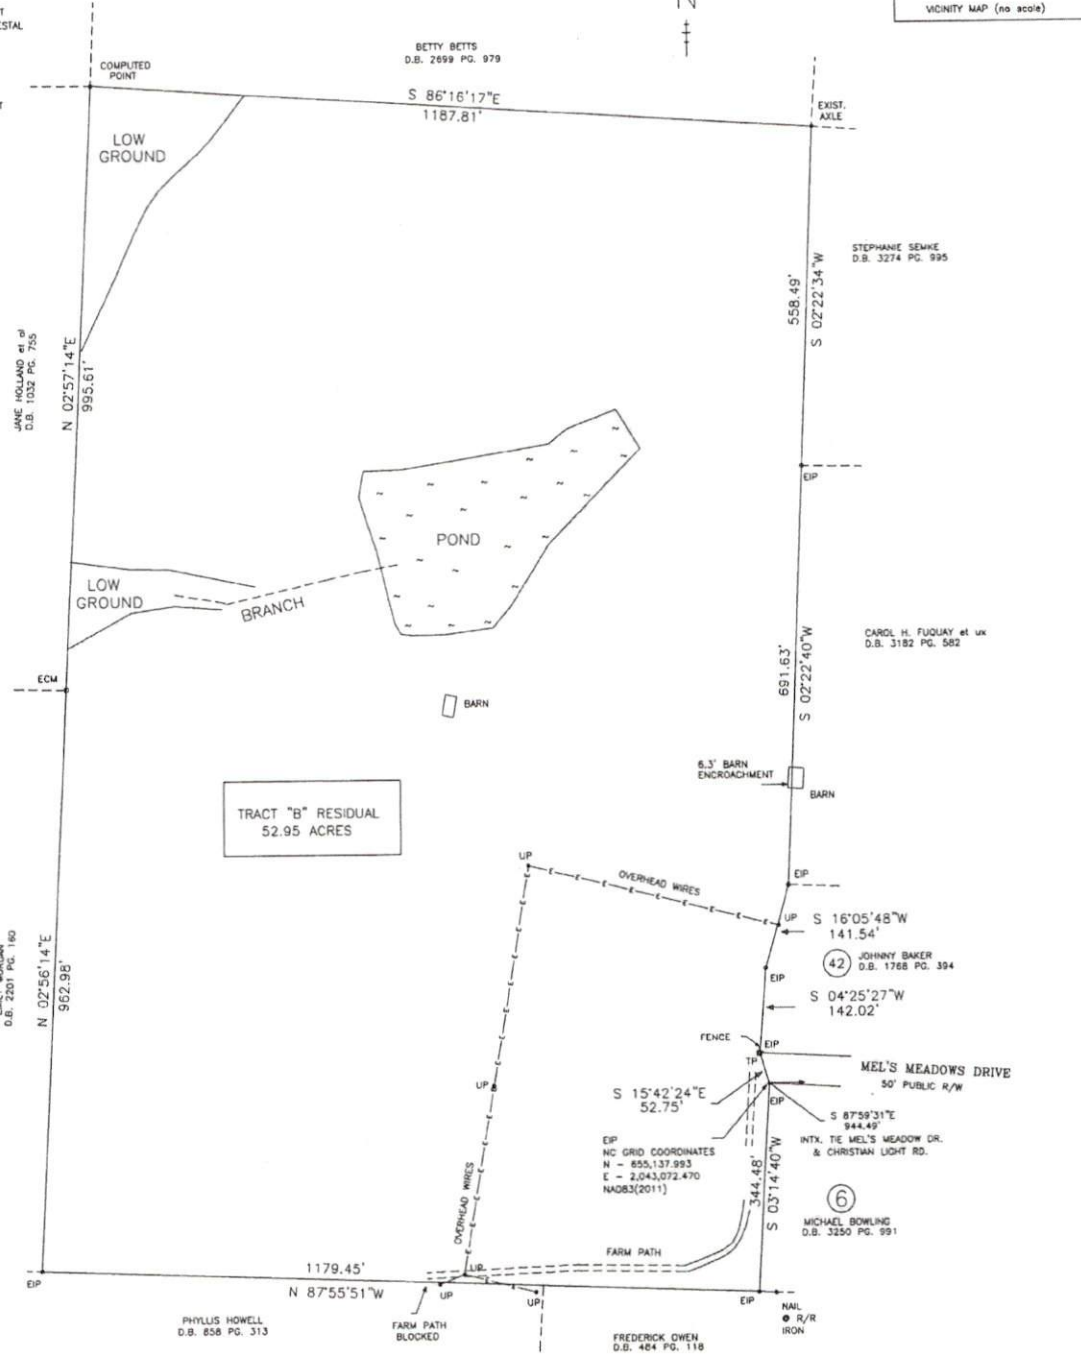 T
ESTAL
T
N
VICINITY MAP (no scale)
BETTY BETTS
D.B. 2699 PG. 979
COMPUTED
POINT
S 86°16'17"E
1187.81'
EXIST.
AXLE
LOW
GROUND
STEPHANIE SEMKE
D.B. 3274 PG. 995
558.49'
S 02°22'34"W
JANE HOLLAND et al
D.B. 1032 PG. 755
N 02°57'14"E
995.61'
EIP
POND
LOW
GROUND
BRANCH
CAROL H. FUQUAY et ux
D.B. 3182 PG. 582
691.63'
S 02°22'40"W
ECM
BARN
6.3' BARN
ENCROACHMENT
BARN
TRACT "B" RESIDUAL
52.95 ACRES
UP
OVERHEAD WIRES
EIP
UP
S 16°05'48"W
141.54'
42
JOHNNY BAKER
D.B. 1768 PG. 394
EIP
S 04°25'27"W
142.02'
D.B. 2201 PG. 160
N 02°56'14"E
962.98'
FENCE
EIP
TP
MEL'S MEADOWS DRIVE
50' PUBLIC R/W
UP
S 15°42'24"E
52.75'
EIP
S 87°59'31"E
944.49'
INTX. TIE MEL'S MEADOW DR.
& CHRISTIAN LIGHT RD.
EIP
NC GRID COORDINATES
N - 655,137.993
E - 2,043,072.470
NAD83(2011)
344.48'
S 03°14'40"W
6
MICHAEL BOWLING
D.B. 3250 PG. 991
OVERHEAD WIRES
FARM PATH
UP
EIP
1179.45'
N 87°55'51"W
UP
UP
EIP
NAIL
@ R/R
IRON
PHYLLIS HOWELL
D.B. 858 PG. 313
FARM PATH
BLOCKED
FREDERICK OWEN
D.B. 484 PG. 118